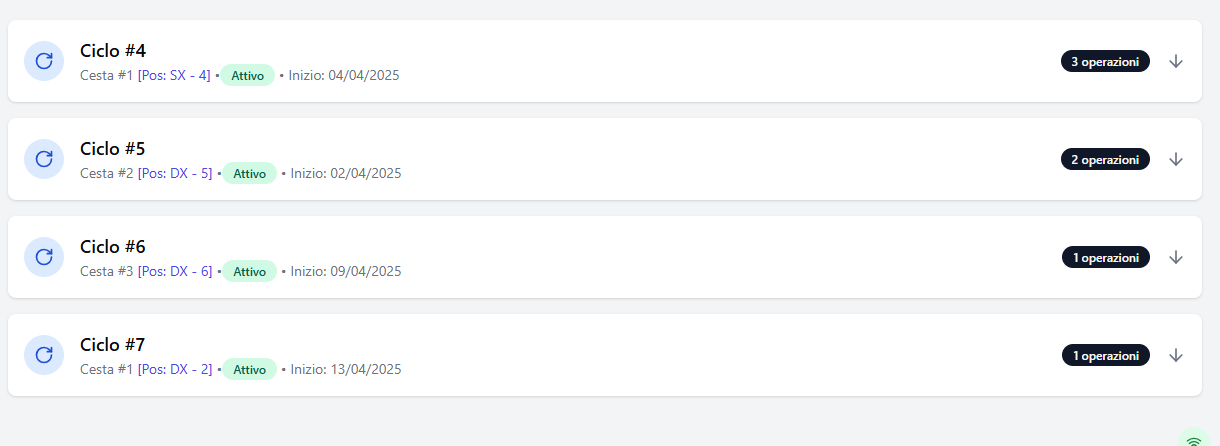 Ciclo #4
3 operazioni
Cesta #1 [Pos: SX - 4] • Attivo • Inizio: 04/04/2025
Ciclo #5
2 operazioni
Cesta #2 [Pos: DX - 5] • Attivo • Inizio: 02/04/2025
Ciclo #6
1 operazioni
Cesta #3 [Pos: DX - 6] • Attivo • Inizio: 09/04/2025
Ciclo #7
1 operazioni
Cesta #1 [Pos: DX - 2] • Attivo • Inizio: 13/04/2025